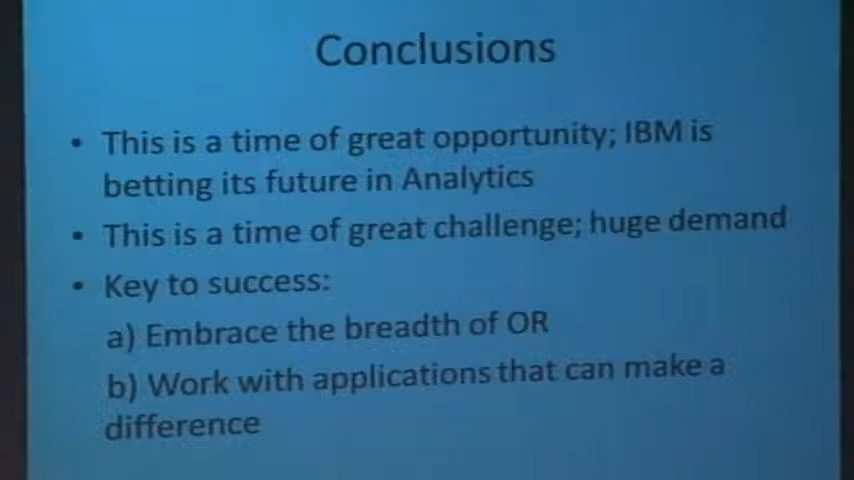 Conclusions
• This is a time of great opportunity; IBM is
betting its future in Analytics
• This is a time of great challenge; huge demand
• Key to success:
a) Embrace the breadth of OR
b) Work with applications that can make a
difference